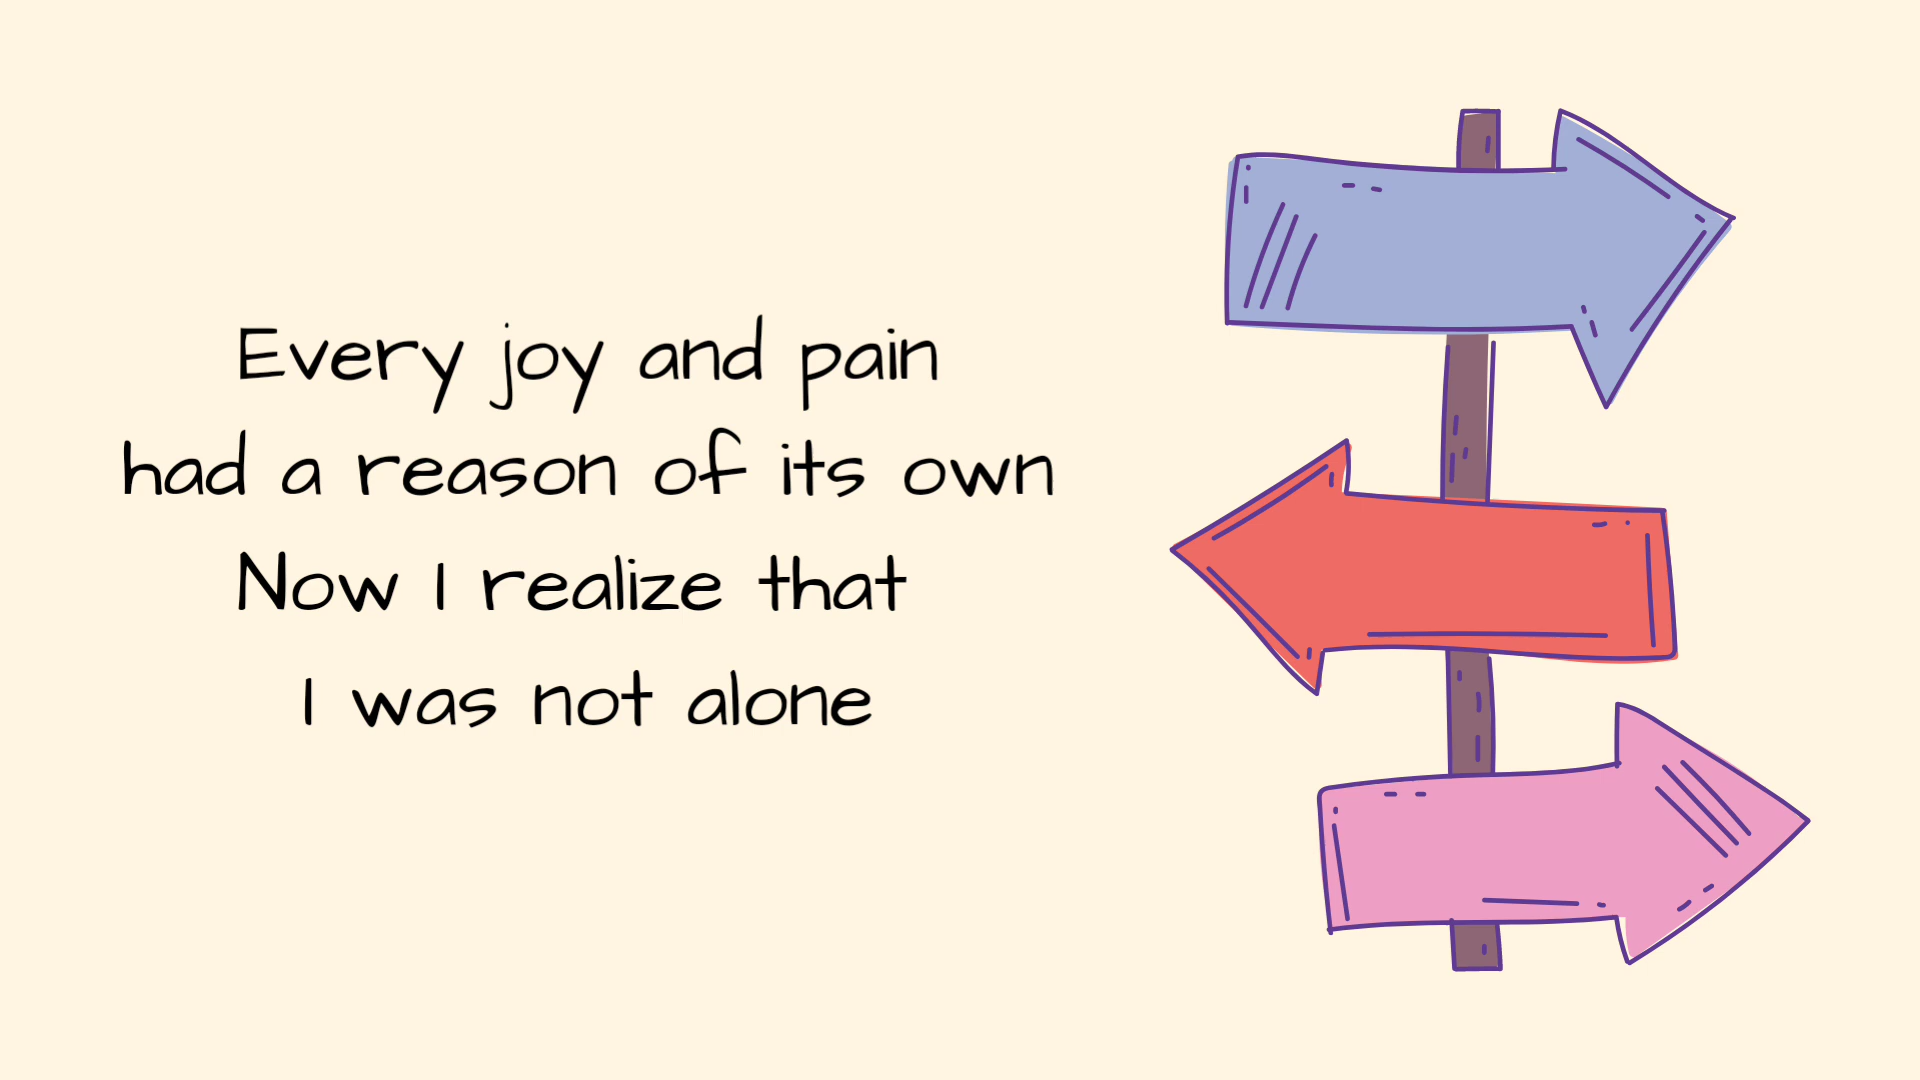 Every joy and pain
had a reason of its own
Now I realize that
I was not alone